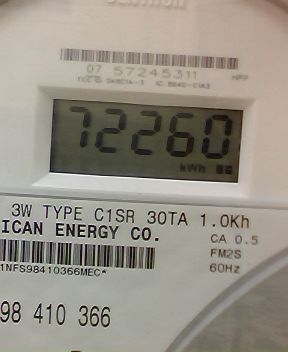 07 57245311 HPP
72260
kWh
3W TYPE C1SR 30TA 1.0Kh
ICAN ENERGY CO.
CA 0.5
FM2S
1NFS98410366MEC*
60Hz
98 410 366